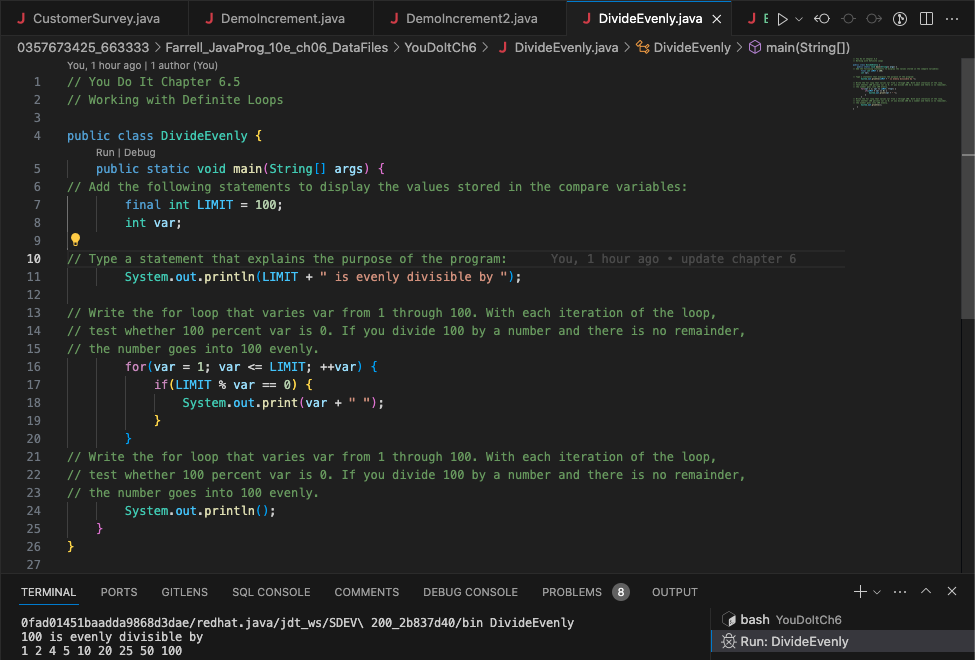 CustomerSurvey.java
DemoIncrement.java
DemoIncrement2.java
DivideEvenly.java
E
0357673425_663333 > Farrell_JavaProg_10e_ch06_DataFiles > YouDoItCh6 > DivideEvenly.java > DivideEvenly > main(String[])
You, 1 hour ago | 1 author (You)
1 // You Do It Chapter 6.5
2 // Working with Definite Loops
3
4 public class DivideEvenly {
Run | Debug
5 public static void main(String[] args) {
6 // Add the following statements to display the values stored in the compare variables:
7 final int LIMIT = 100;
8 int var;
9
10 // Type a statement that explains the purpose of the program: You, 1 hour ago • update chapter 6
11 System.out.println(LIMIT + " is evenly divisible by ");
12
13 // Write the for loop that varies var from 1 through 100. With each iteration of the loop,
14 // test whether 100 percent var is 0. If you divide 100 by a number and there is no remainder,
15 // the number goes into 100 evenly.
16 for(var = 1; var <= LIMIT; ++var) {
17 if(LIMIT % var == 0) {
18 System.out.print(var + " ");
19 }
20 }
21 // Write the for loop that varies var from 1 through 100. With each iteration of the loop,
22 // test whether 100 percent var is 0. If you divide 100 by a number and there is no remainder,
23 // the number goes into 100 evenly.
24 System.out.println();
25 }
26 }
27
TERMINAL PORTS GITLENS SQL CONSOLE COMMENTS DEBUG CONSOLE PROBLEMS 8 OUTPUT
0fad01451baadda9868d3dae/redhat.java/jdt_ws/SDEV\ 200_2b837d40/bin DivideEvenly
100 is evenly divisible by
1 2 4 5 10 20 25 50 100
bash YouDoItCh6
Run: DivideEvenly